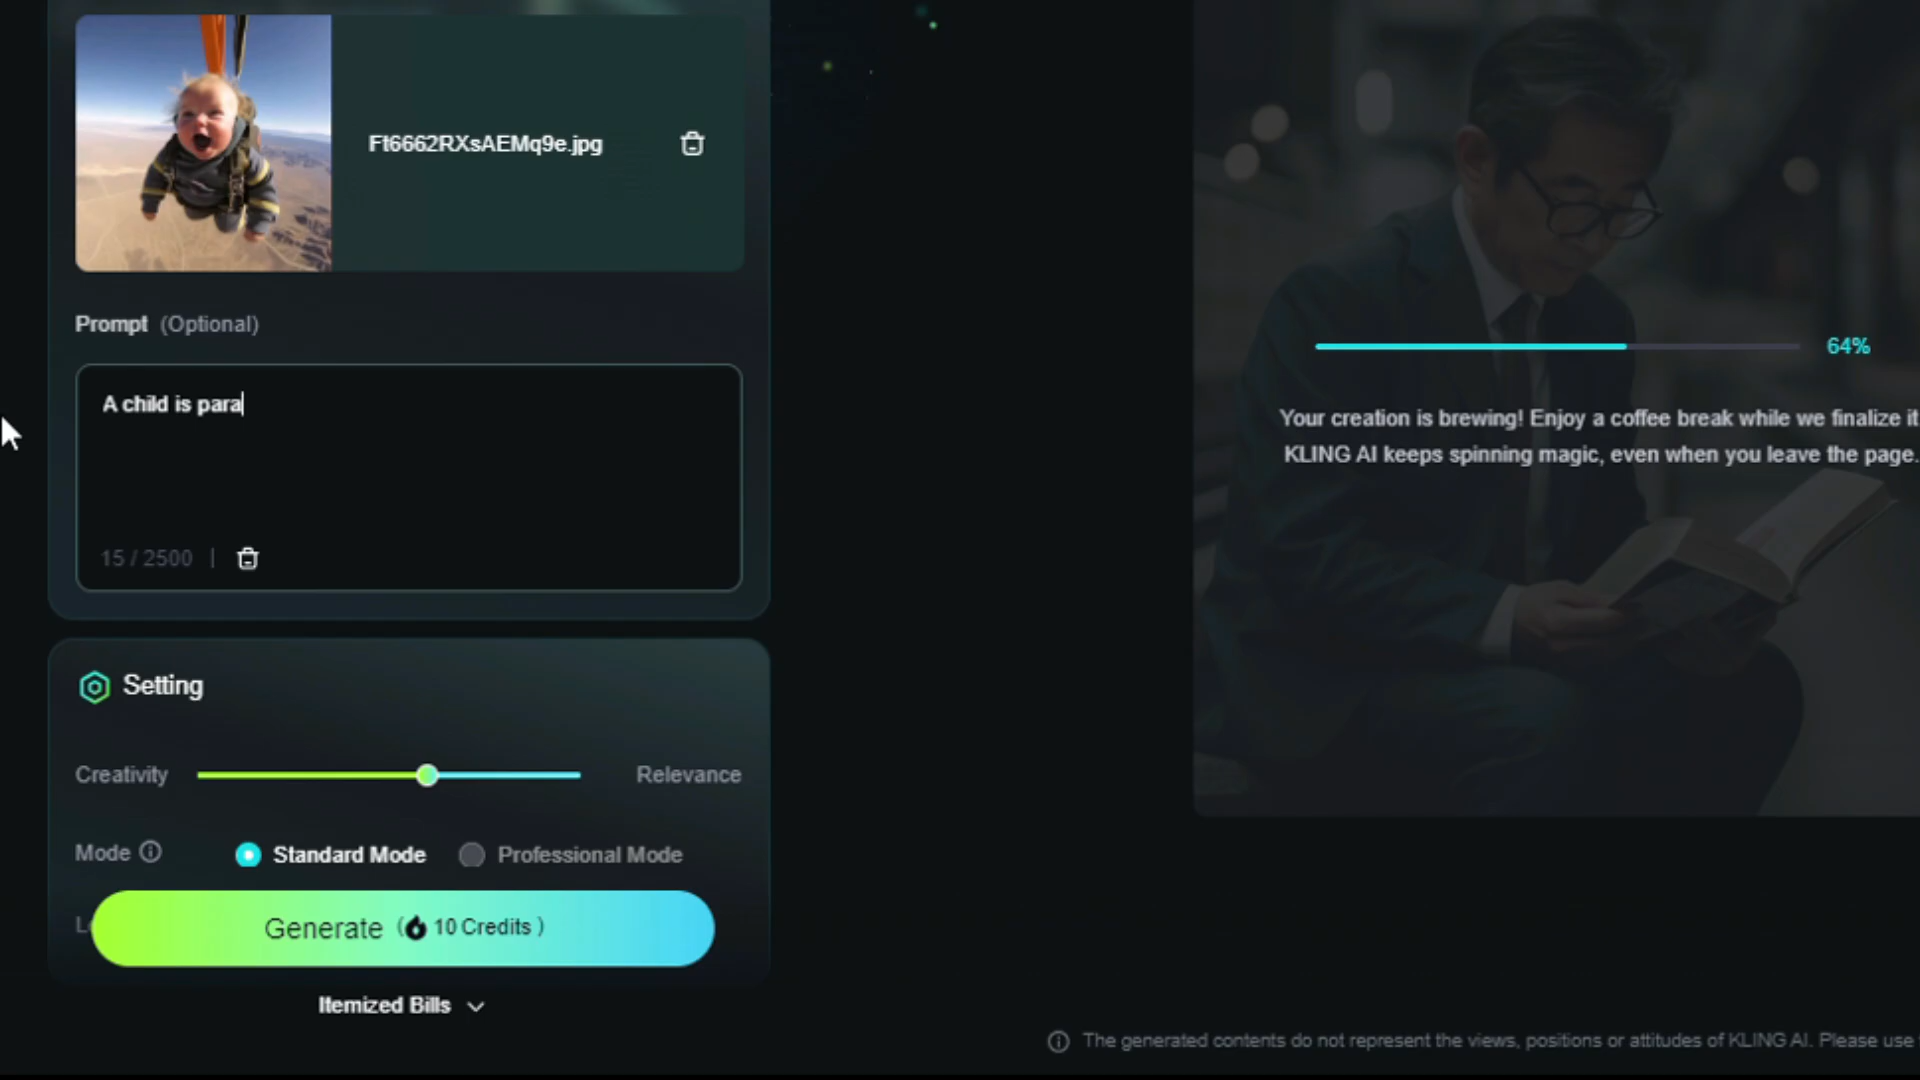 Ft6662RXsAEMq9e.jpg
Prompt (Optional)
A child is para
15 / 2500
Setting
Creativity Relevance
Mode Standard Mode Professional Mode
Generate ( 10 Credits )
Itemized Bills
64%
Your creation is brewing! Enjoy a coffee break while we finalize it
KLING AI keeps spinning magic, even when you leave the page.
The generated contents do not represent the views, positions or attitudes of KLING AI. Please use